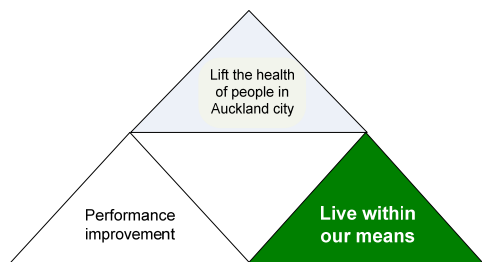 Lift the health
of people in
Auckland city
Performance
improvement
Live within
our means